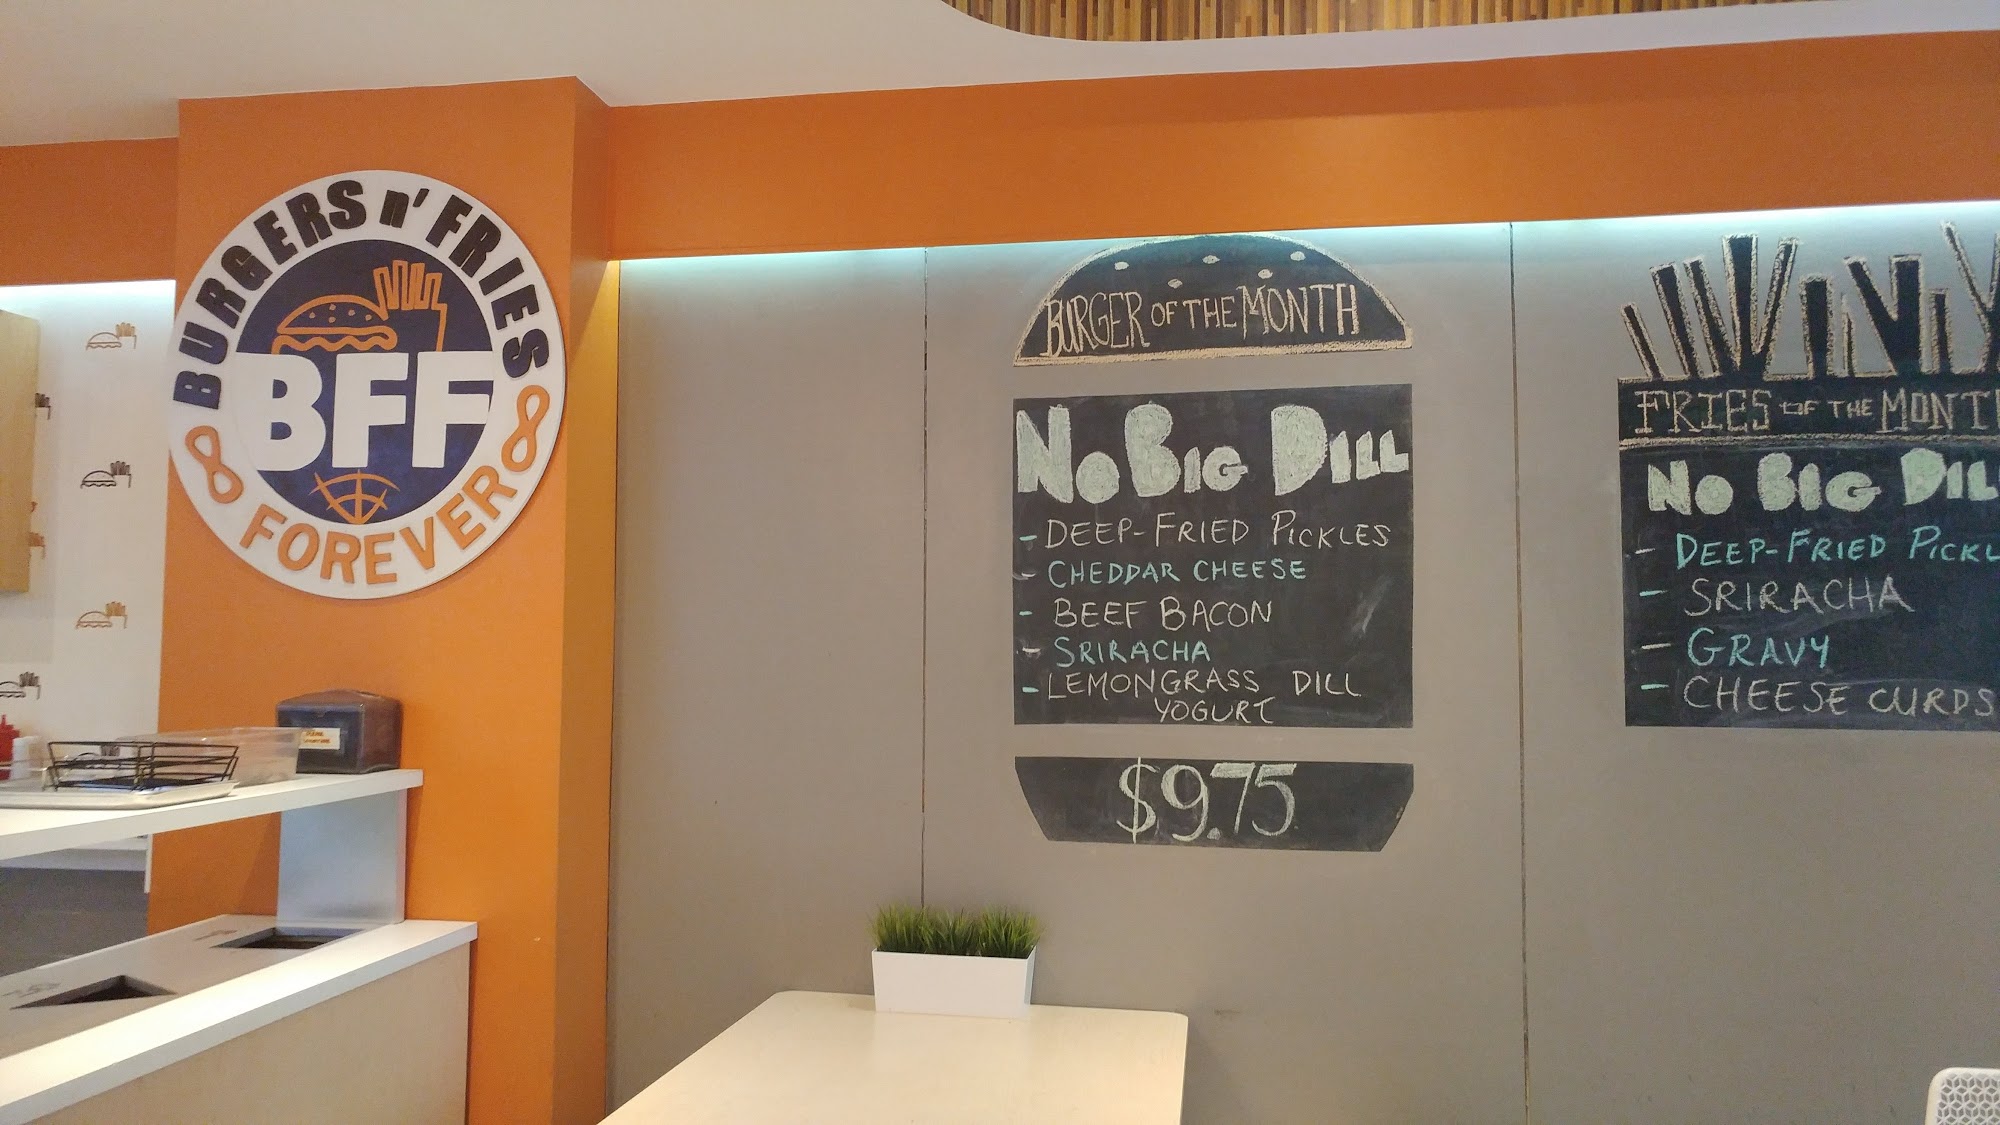 BURGERS n' FRIES
BFF
FOREVER
BURGER OF THE MONTH
NO BIG DILL
- DEEP-FRIED PICKLES
- CHEDDAR CHEESE
- BEEF BACON
- SRIRACHA
- LEMONGRASS DILL
YOGURT
$9.75
FRIES OF THE MONT
NO BIG DIL
- DEEP-FRIED PICKL
- SRIRACHA
- GRAVY
- CHEESE CURDS